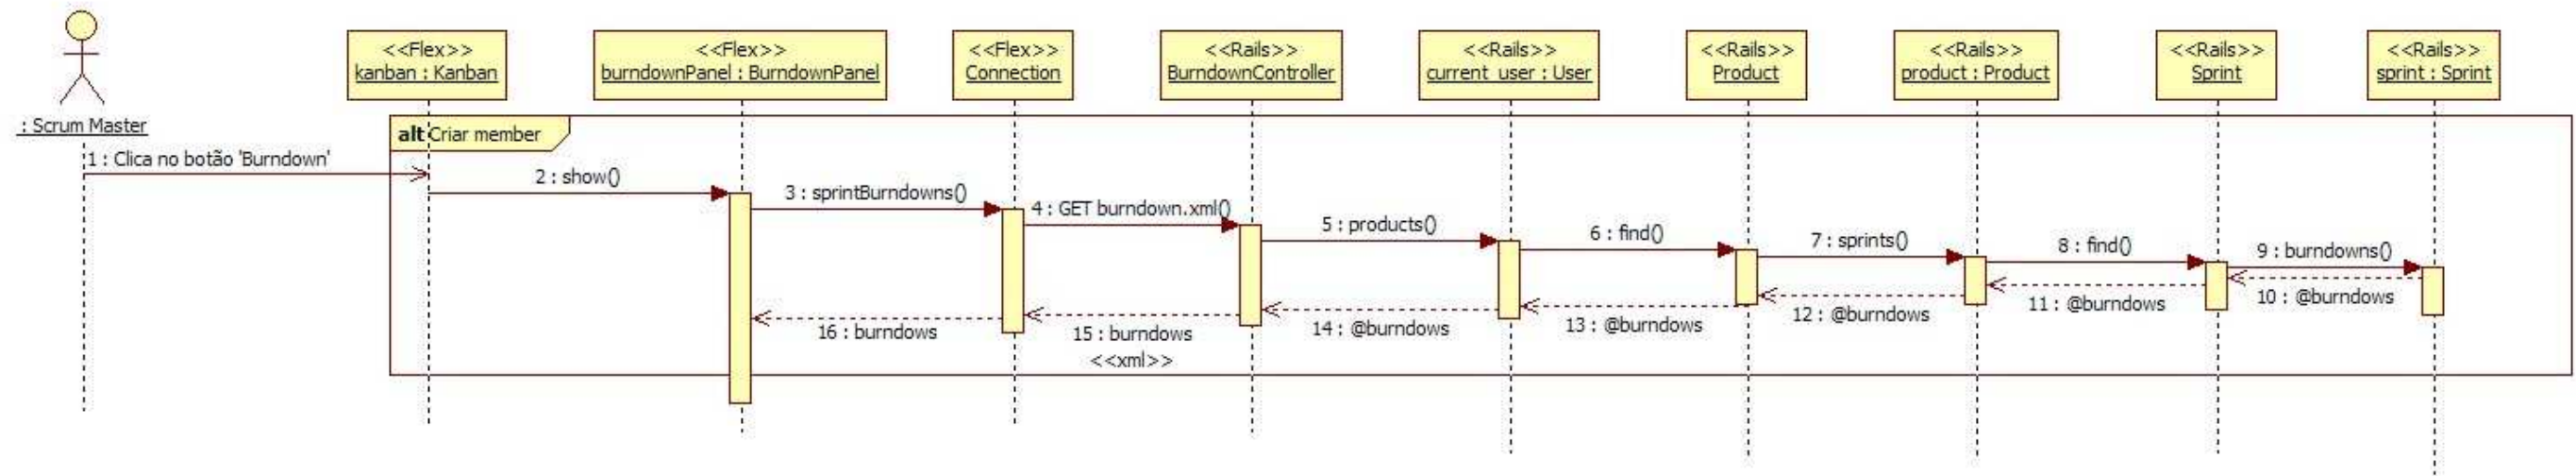 <<Flex>>
kanban : Kanban
<<Flex>>
burndownPanel : BurndownPanel
<<Flex>>
Connection
<<Rails>>
BurndownController
<<Rails>>
current_user : User
<<Rails>>
Product
<<Rails>>
product : Product
<<Rails>>
Sprint
<<Rails>>
sprint : Sprint
: Scrum Master
alt Criar member
1 : Clica no botão 'Burndown'
2 : show()
3 : sprintBurndowns()
4 : GET burndown.xml()
5 : products()
6 : find()
7 : sprints()
8 : find()
9 : burndowns()
10 : @burndows
11 : @burndows
12 : @burndows
13 : @burndows
14 : @burndows
15 : burndows
<<xml>>
16 : burndows